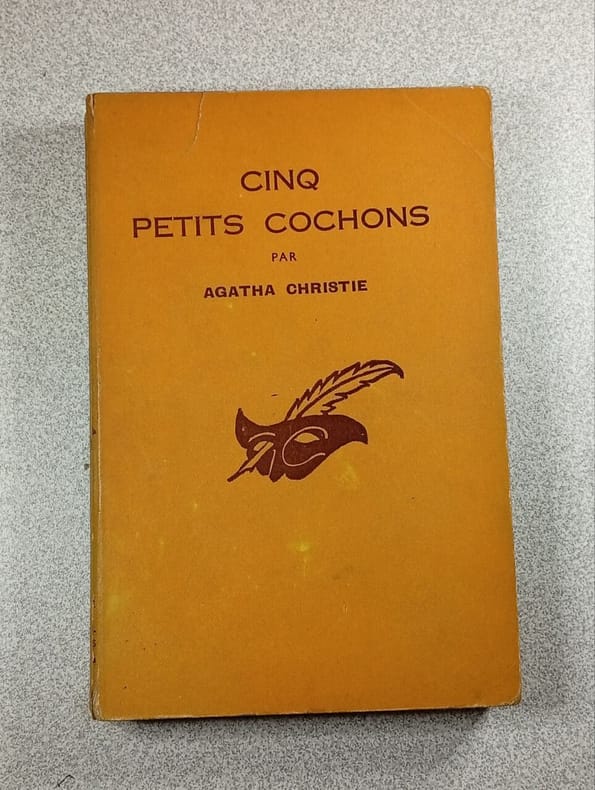 CINQ
PETITS COCHONS
PAR
AGATHA CHRISTIE